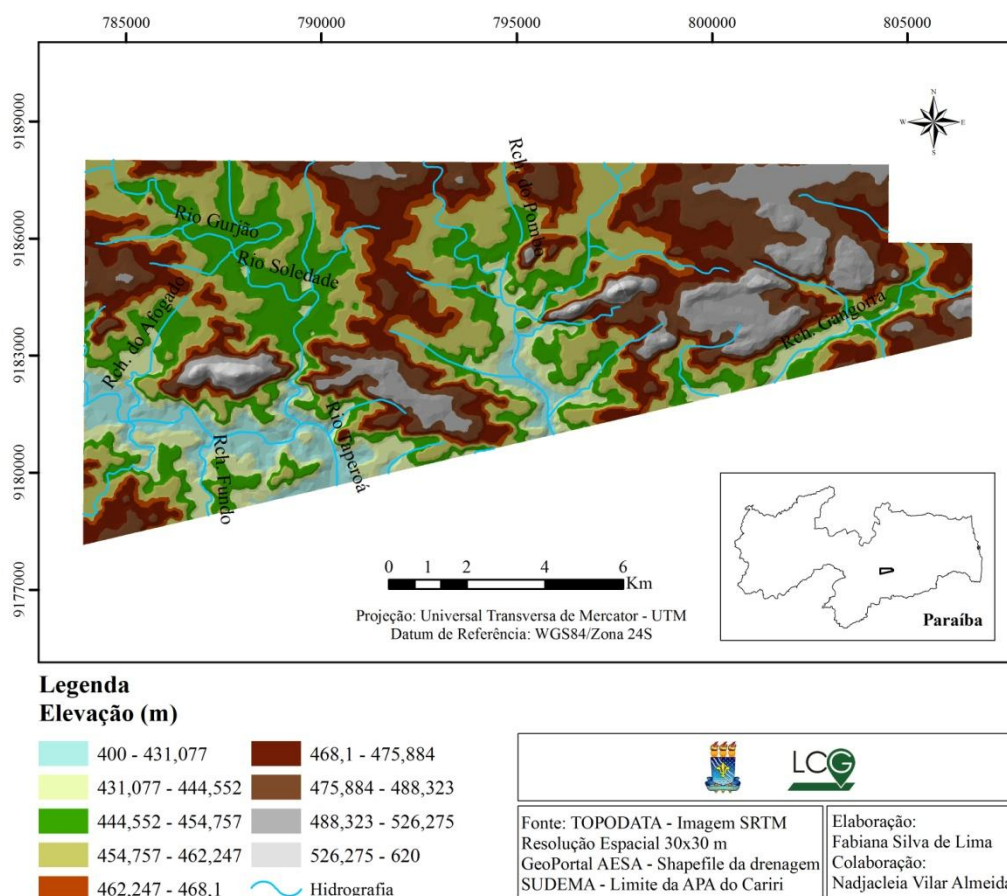 785000 790000 795000 800000 805000
9189000
9186000
9183000
9180000
9177000
N
W E
S
Rch. do Pombo
Rio Gurjão
Rio Soledade
Rch. do Afogado
Rch. Gangorra
Rio Taperoá
Rch. Fundo
0 1 2 4 6
Km
Projeção: Universal Transversa de Mercator - UTM
Datum de Referência: WGS84/Zona 24S
Paraíba
Legenda
Elevação (m)
400 - 431,077
431,077 - 444,552
444,552 - 454,757
454,757 - 462,247
462,247 - 468,1
468,1 - 475,884
475,884 - 488,323
488,323 - 526,275
526,275 - 620
Hidrografia
LCG
Fonte: TOPODATA - Imagem SRTM
Resolução Espacial 30x30 m
GeoPortal AESA - Shapefile da drenagem
SUDEMA - Limite da APA do Cariri
Elaboração:
Fabiana Silva de Lima
Colaboração:
Nadjacleia Vilar Almeida